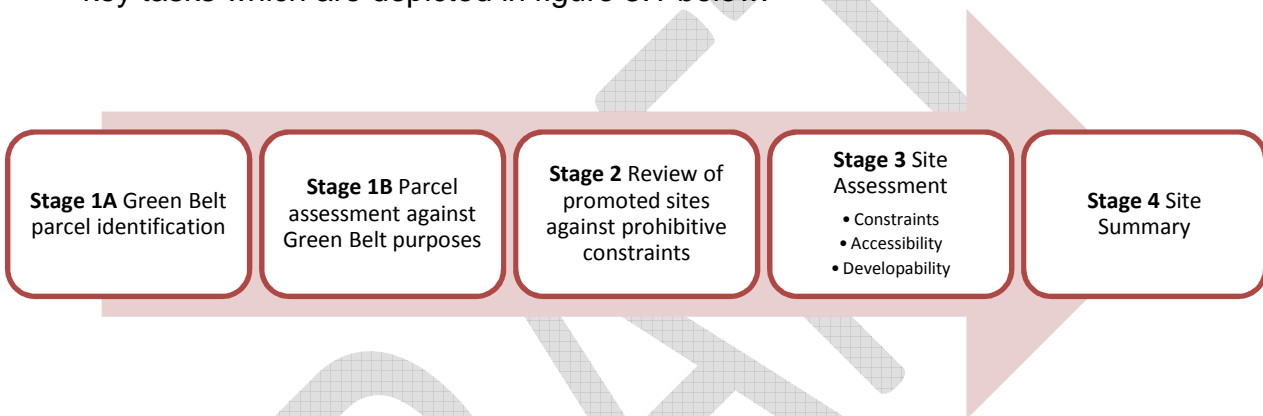 key tasks which are depicted in figure 3.1 below.
Stage 1A Green Belt
parcel identification
Stage 1B Parcel
assessment against
Green Belt purposes
Stage 2 Review of
promoted sites
against prohibitive
constraints
Stage 3 Site
Assessment
• Constraints
• Accessibility
• Developability
Stage 4 Site
Summary